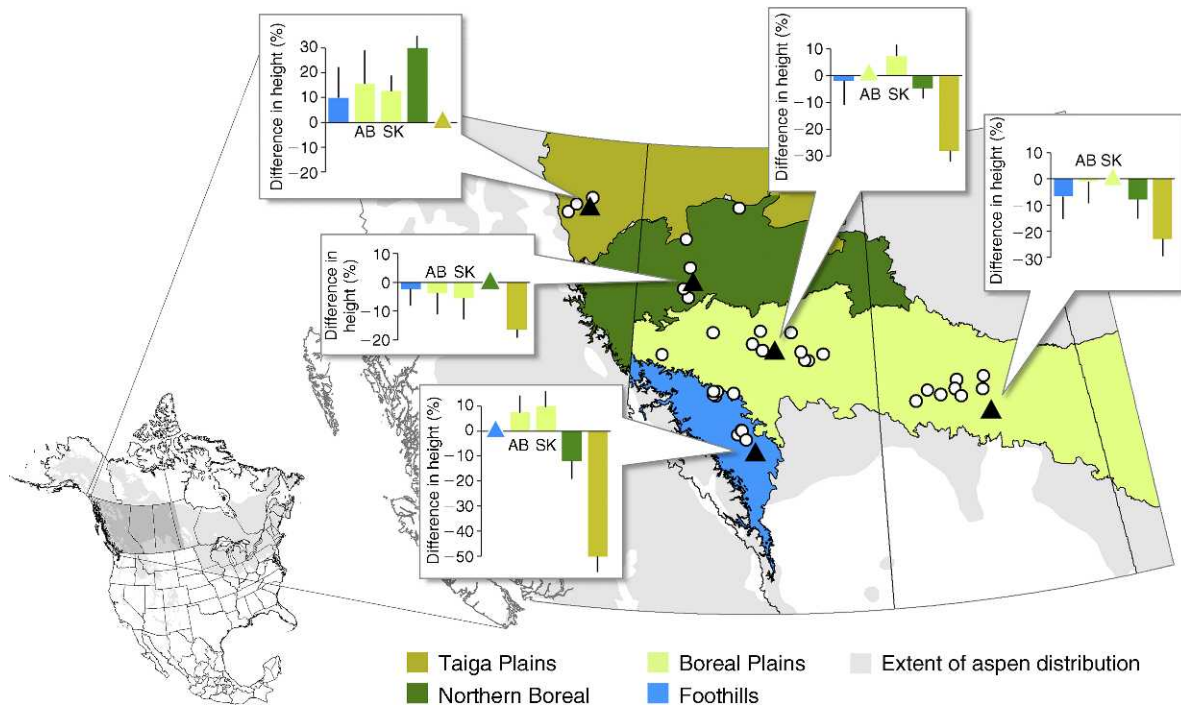 Difference in height (%)
30
20
10
0
−10
−20
AB SK
Difference in height (%)
10
0
−10
−20
−30
AB SK
Difference in height (%)
0
−10
−20
−30
AB SK
Difference in
height (%)
0
−10
−20
AB SK
Difference in height (%)
10
0
−10
−20
−30
−40
−50
AB SK
Taiga Plains
Boreal Plains
Extent of aspen distribution
Northern Boreal
Foothills